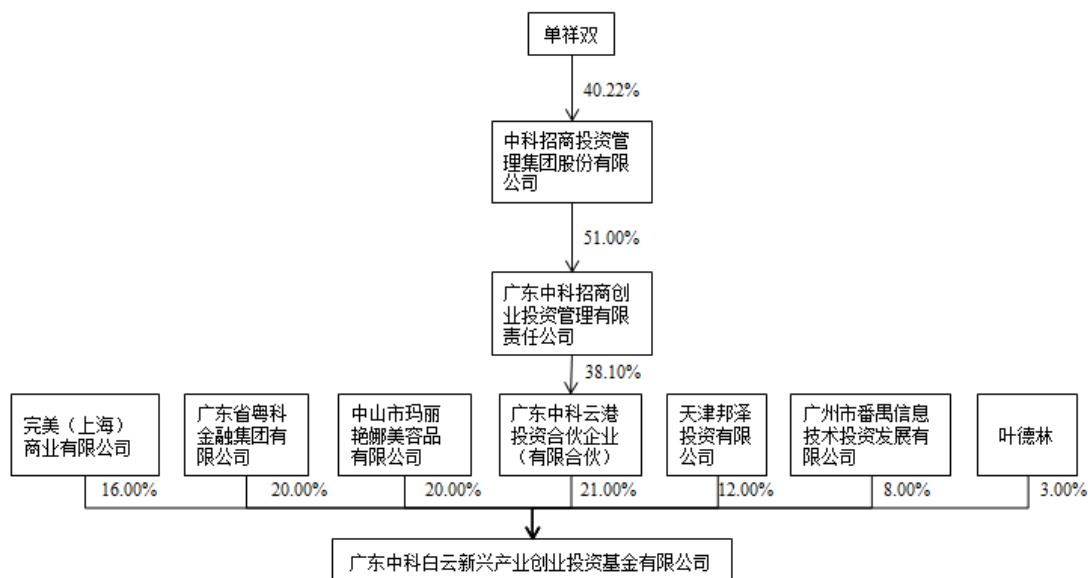 单祥双
40.22%
中科招商投资管
理集团股份有限
公司
51.00%
广东中科招商创
业投资管理有限
责任公司
38.10%
完美（上海）
商业有限公司
广东省粤科
金融集团有
限公司
中山市玛丽
艳娜美容品
有限公司
广东中科云港
投资合伙企业
（有限合伙）
天津邦泽
投资有限
公司
广州市番禺信息
技术投资发展有
限公司
叶德林
16.00%
20.00%
20.00%
21.00%
12.00%
8.00%
3.00%
广东中科白云新兴产业创业投资基金有限公司